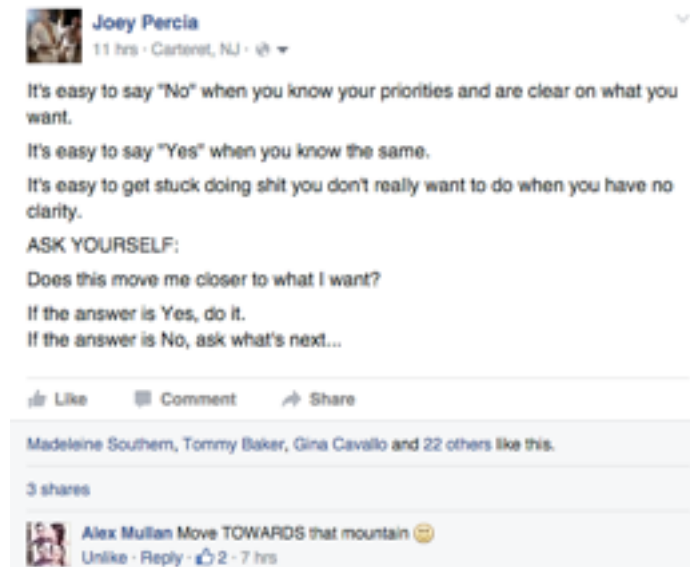 Joey Percia
11 hrs · Carteret, NJ ·
It's easy to say "No" when you know your priorities and are clear on what you
want.
It's easy to say "Yes" when you know the same.
It's easy to get stuck doing shit you don't really want to do when you have no
clarity.
ASK YOURSELF:
Does this move me closer to what I want?
If the answer is Yes, do it.
If the answer is No, ask what's next...
Like Comment Share
Madeleine Southern, Tommy Baker, Gina Cavallo and 22 others like this.
3 shares
Alex Mullan Move TOWARDS that mountain
Unlike · Reply · 2 · 7 hrs